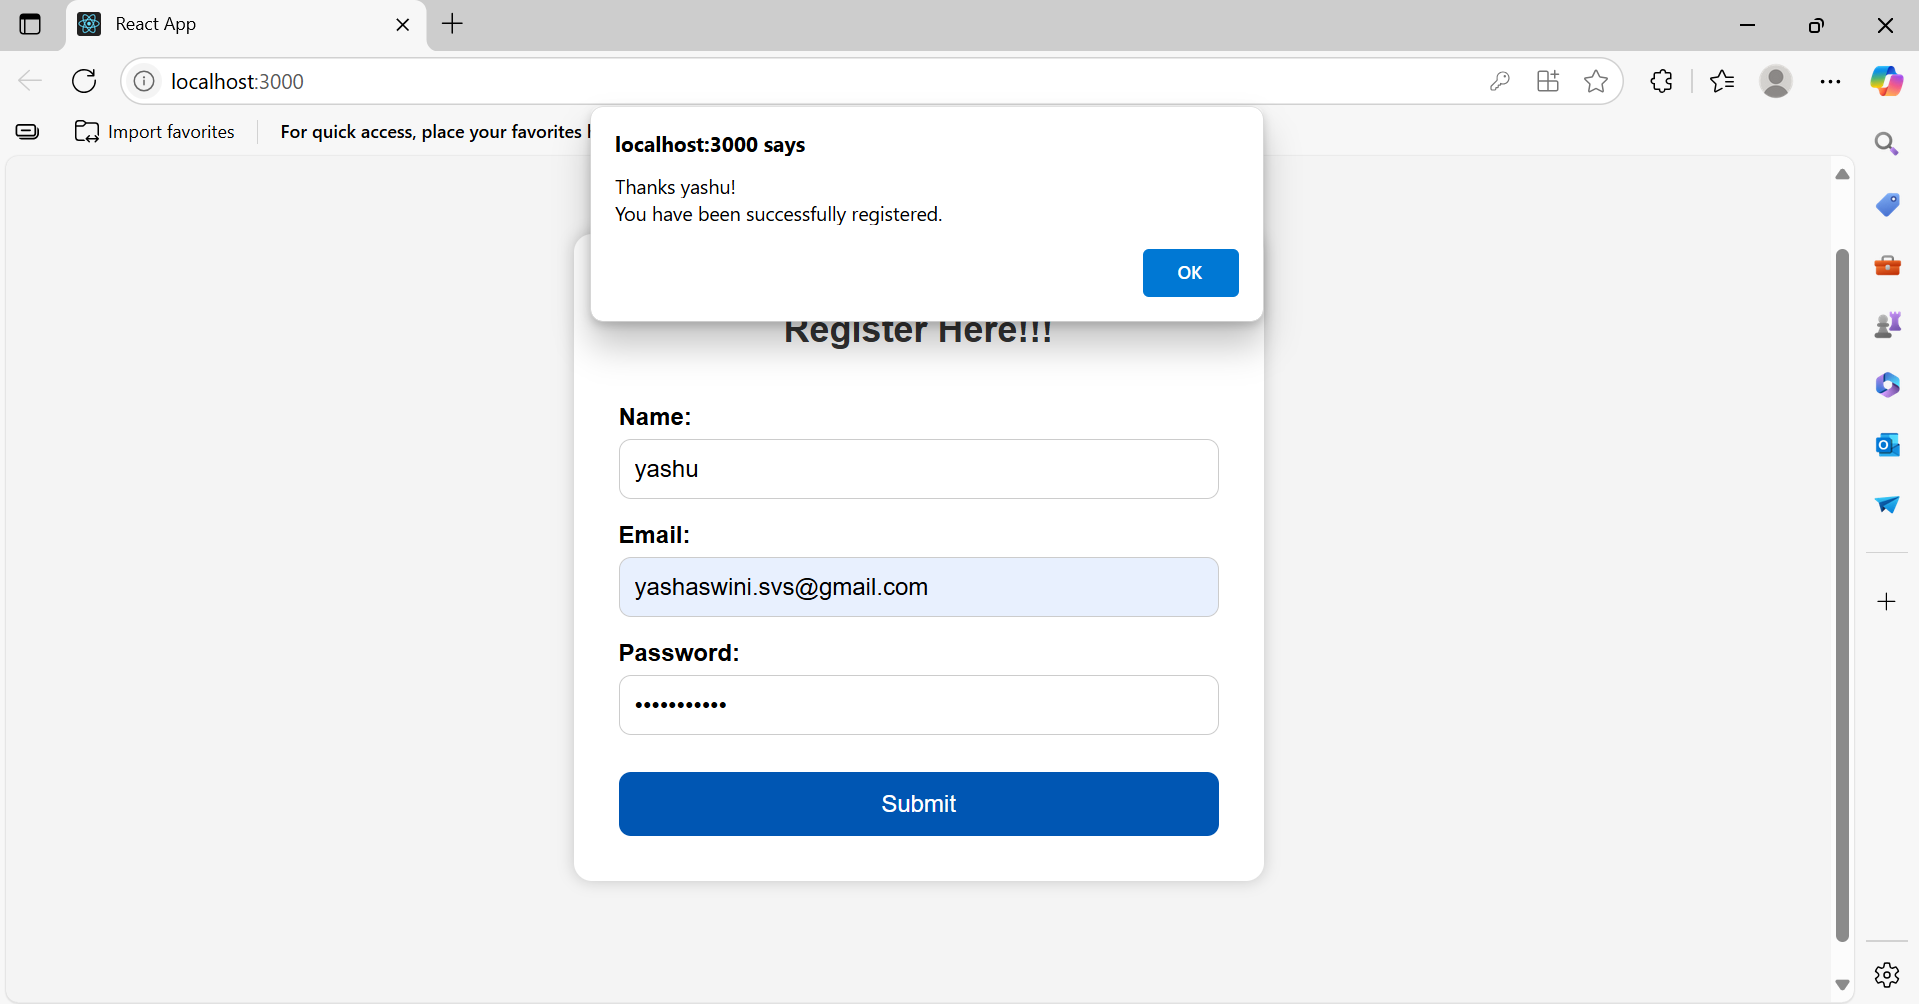 React App
localhost:3000
Import favorites
For quick access, place your favorites
localhost:3000 says
Thanks yashu!
You have been successfully registered.
OK
Register Here!!!
Name:
yashu
Email:
yashaswini.svs@gmail.com
Password:
•••••••••••
Submit